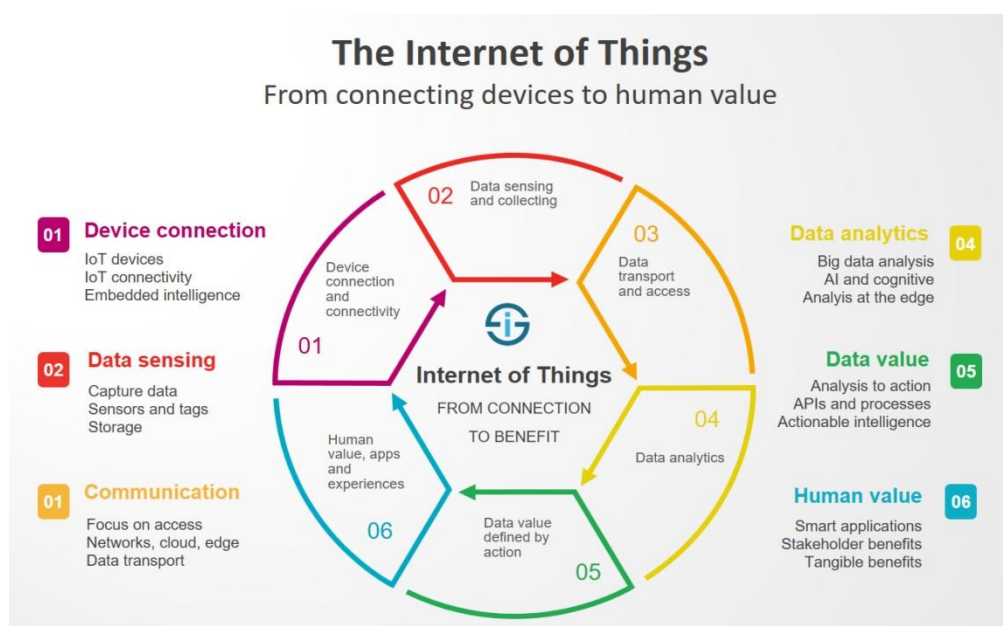 The Internet of Things
From connecting devices to human value
01 Device connection
IoT devices
IoT connectivity
Embedded intelligence
02 Data sensing
Capture data
Sensors and tags
Storage
01 Communication
Focus on access
Networks, cloud, edge
Data transport
02 Data sensing
and collecting
03
Data
transport
and access
Device
connection
and
connectivity
01
Internet of Things
FROM CONNECTION
TO BENEFIT
04
Data analytics
Human
value, apps
and
experiences
06
Data value
defined by
action
05
Data analytics 04
Big data analysis
AI and cognitive
Analyis at the edge
Data value 05
Analysis to action
APIs and processes
Actionable intelligence
Human value 06
Smart applications
Stakeholder benefits
Tangible benefits